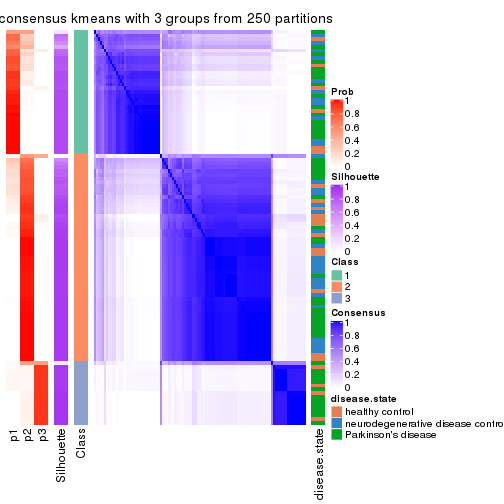 consensus kmeans with 3 groups from 250 partitions
Prob
1
0.8
0.6
0.4
0.2
0
Silhouette
1
0.8
0.6
0.4
0.2
0
Class
1
2
3
Consensus
1
0.8
0.6
0.4
0.2
0
disease.state
healthy control
neurodegenerative disease contro
Parkinson's disease
p1
p2
p3
Silhouette
Class
disease.state